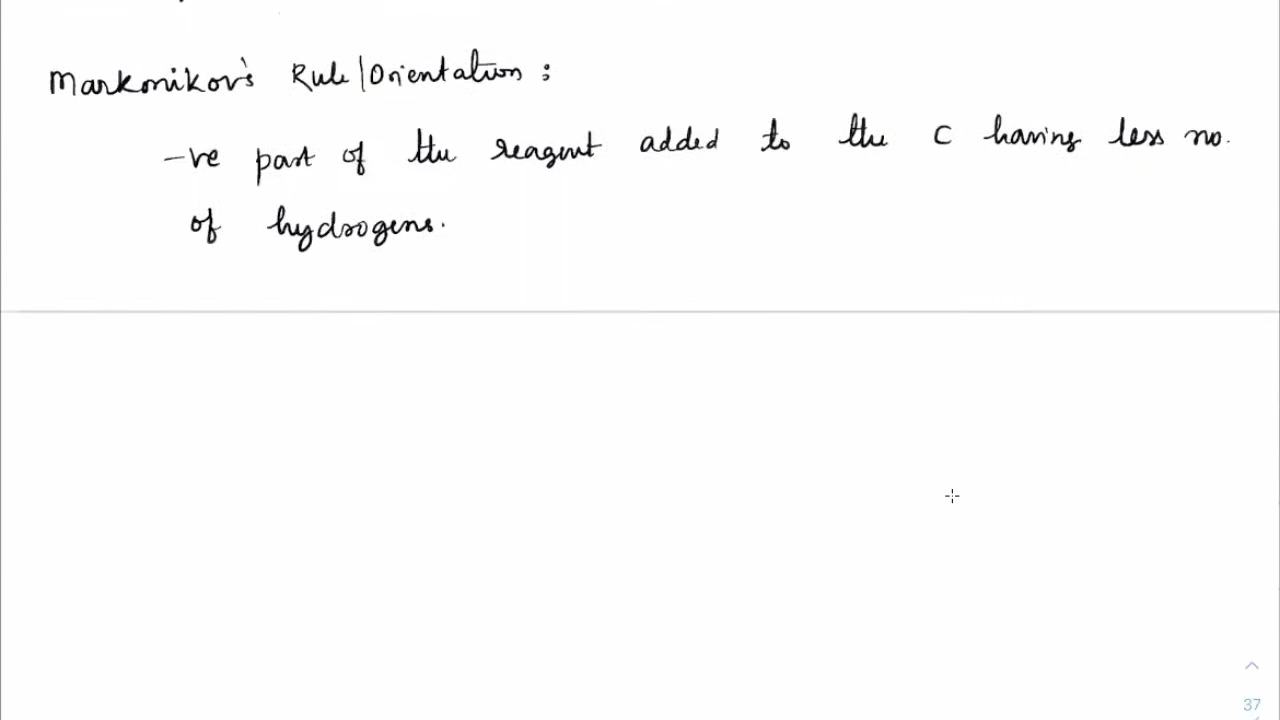 Markonikov's Rule/Orientation :
-ve part of the reagent added to the C having less no.
of hydrogens.
37